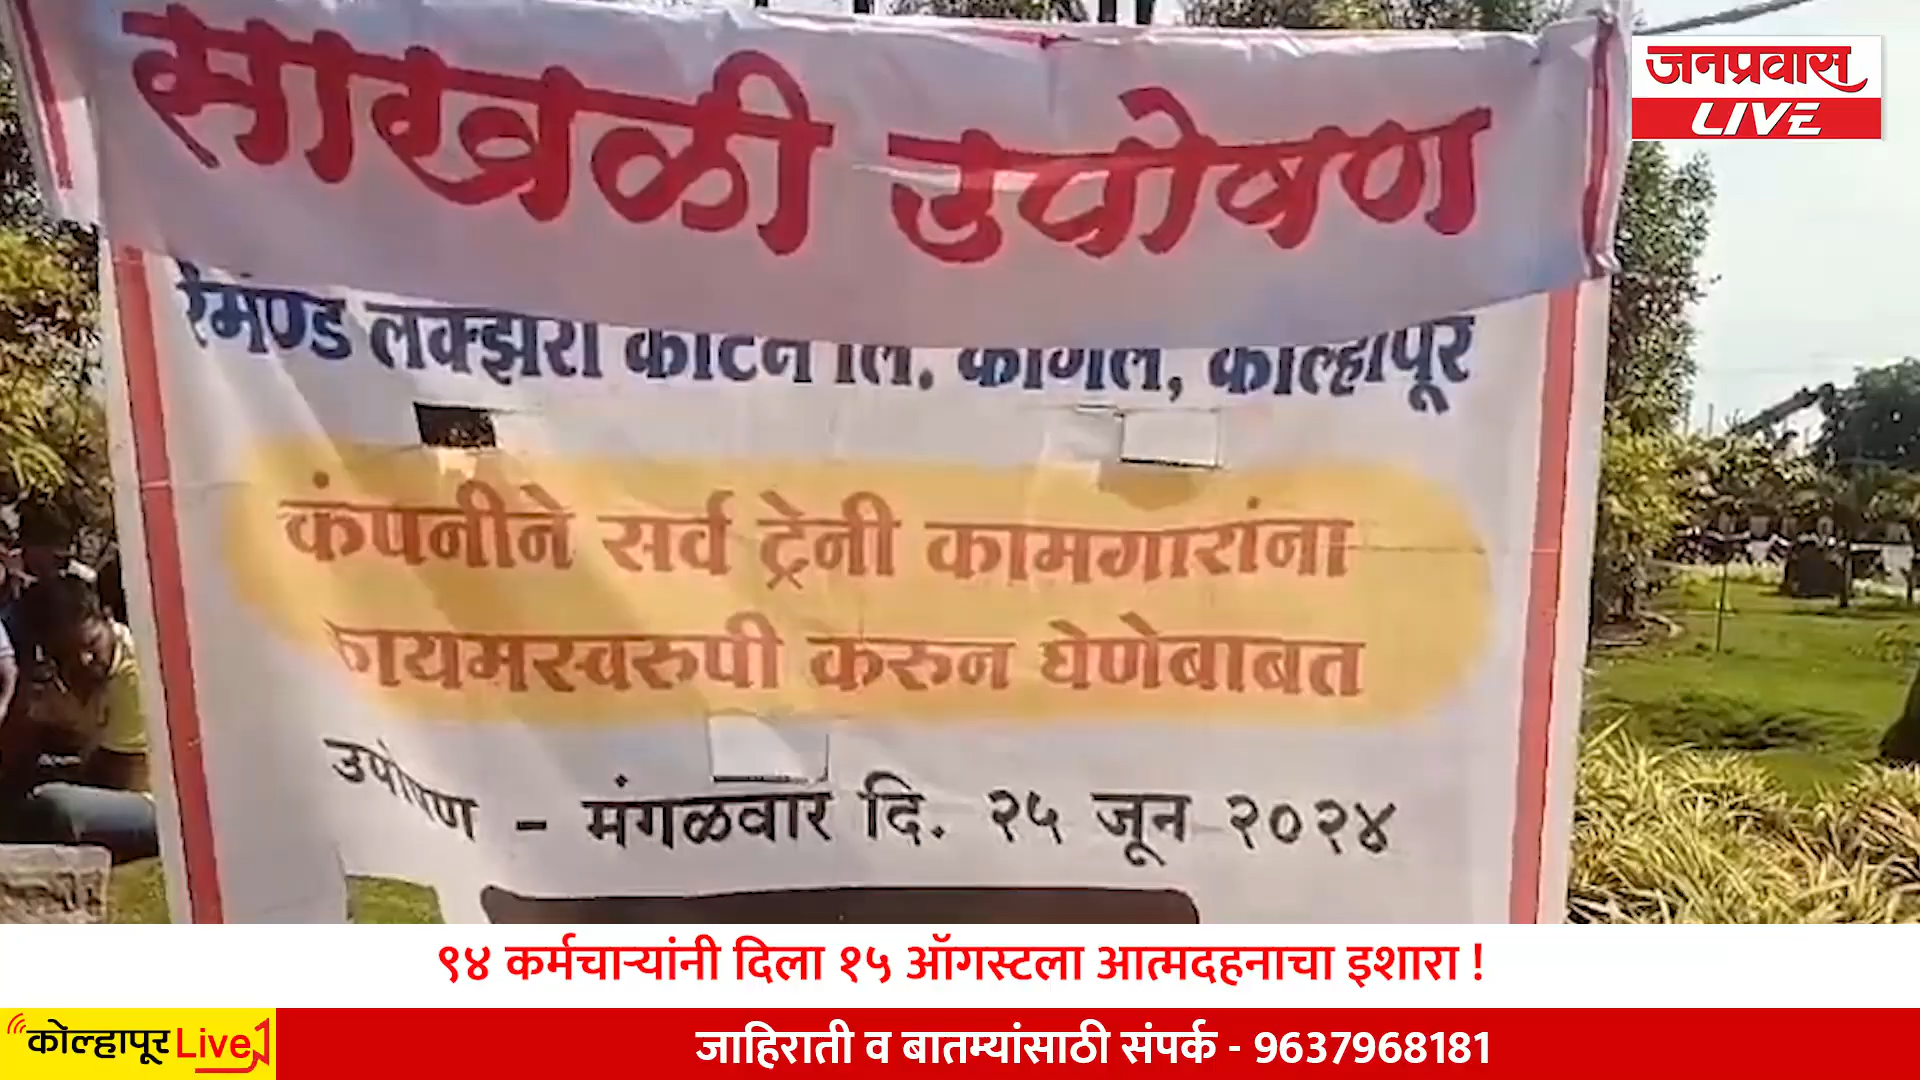 साखळी उपोषण
जनप्रवास
LIVE
रेमण्ड लक्झरी कॉटन लि. कागल, कोल्हापूर
कंपनीने सर्व ट्रेनी कामगारांना
कायमस्वरुपी करुन घेणेबाबत
उपोषण - मंगळवार दि. २५ जून २०२४
९४ कर्मचाऱ्यांनी दिला १५ ऑगस्टला आत्मदहनाचा इशारा !
कोल्हापूर Live
जाहिराती व बातम्यांसाठी संपर्क - 9637968181